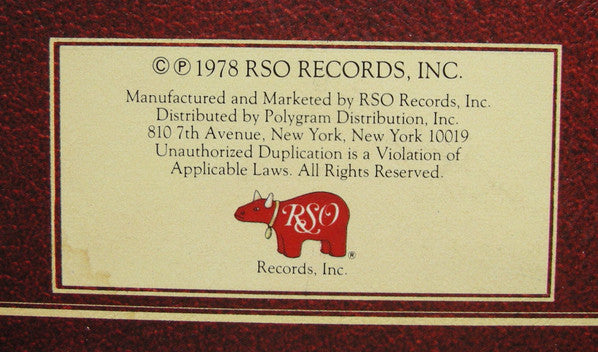 © ℗ 1978 RSO RECORDS, INC.
Manufactured and Marketed by RSO Records, Inc.
Distributed by Polygram Distribution, Inc.
810 7th Avenue, New York, New York 10019
Unauthorized Duplication is a Violation of
Applicable Laws. All Rights Reserved.
RSO
®
Records, Inc.